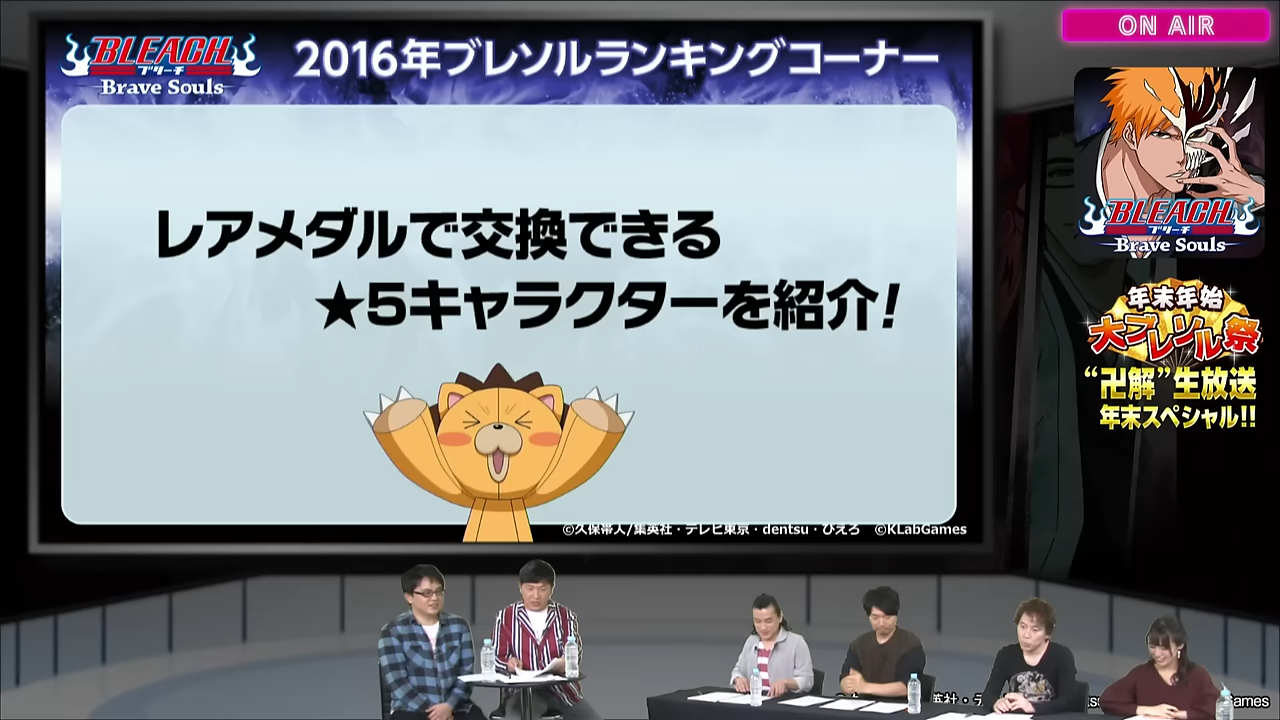 BLEACH
ブリーチ
Brave Souls
2016年ブレソルランキングコーナー
レアメダルで交換できる
★5キャラクターを紹介!
©久保帯人/集英社・テレビ東京・dentsu・ぴえろ ©KLabGames
ON AIR
BLEACH
ブリーチ
Brave Souls
年末年始
大ブレソル祭
“卍解”生放送
年末スペシャル!!
英社・テ
ames